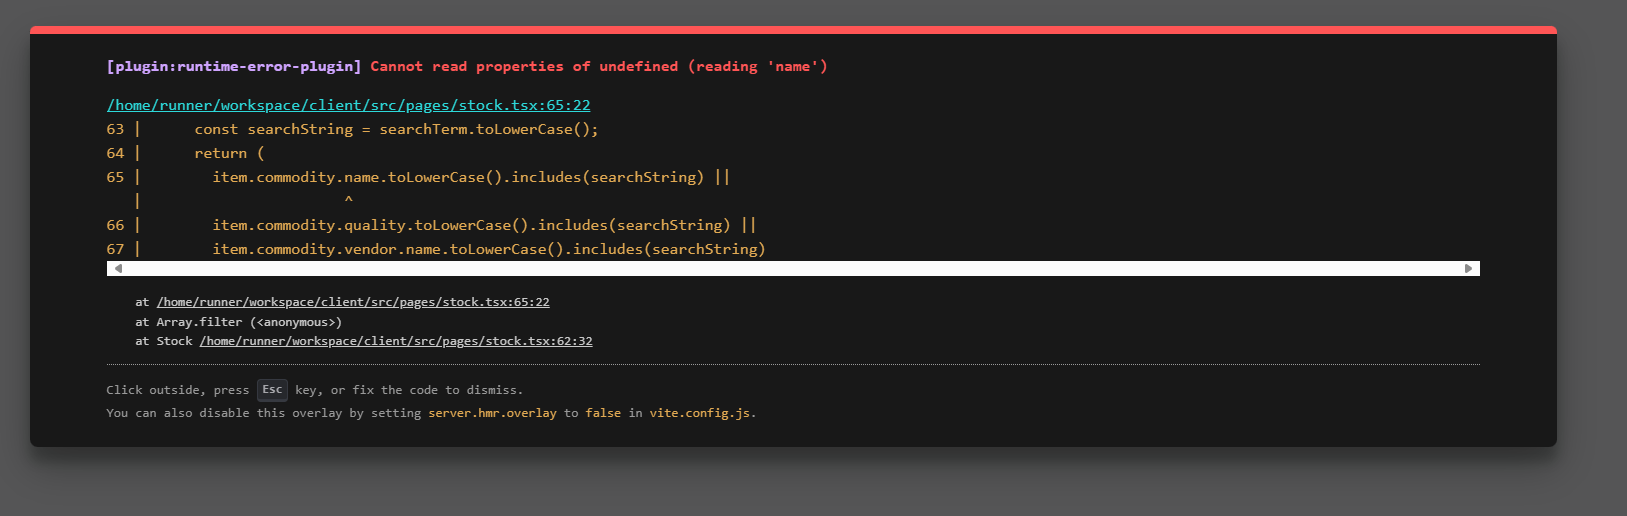 [plugin:runtime-error-plugin] Cannot read properties of undefined (reading 'name')
/home/runner/workspace/client/src/pages/stock.tsx:65:22
63 |      const searchString = searchTerm.toLowerCase();
64 |      return (
65 |        item.commodity.name.toLowerCase().includes(searchString) ||
   |                       ^
66 |        item.commodity.quality.toLowerCase().includes(searchString) ||
67 |        item.commodity.vendor.name.toLowerCase().includes(searchString)
at /home/runner/workspace/client/src/pages/stock.tsx:65:22
at Array.filter (<anonymous>)
at Stock /home/runner/workspace/client/src/pages/stock.tsx:62:32
Click outside, press Esc key, or fix the code to dismiss.
You can also disable this overlay by setting server.hmr.overlay to false in vite.config.js.